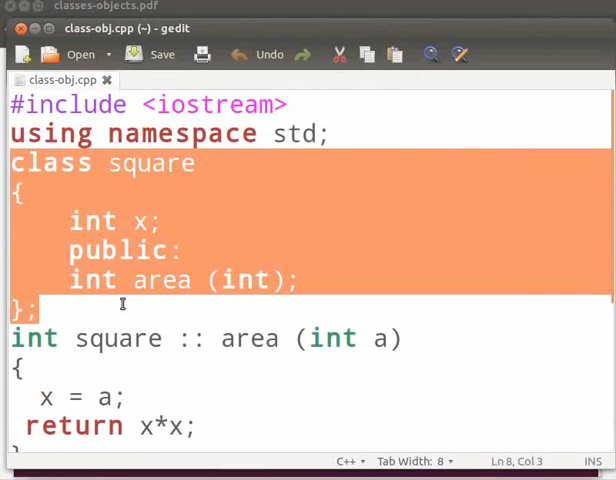 classes-objects.pdf
class-obj.cpp (~) - gedit
Open Save Undo
class-obj.cpp
#include <iostream>
using namespace std;
class square
{
int x;
public:
int area (int);
};
int square :: area (int a)
{
x = a;
return x*x;
}
C++ Tab Width: 8 Ln 8, Col 3 INS